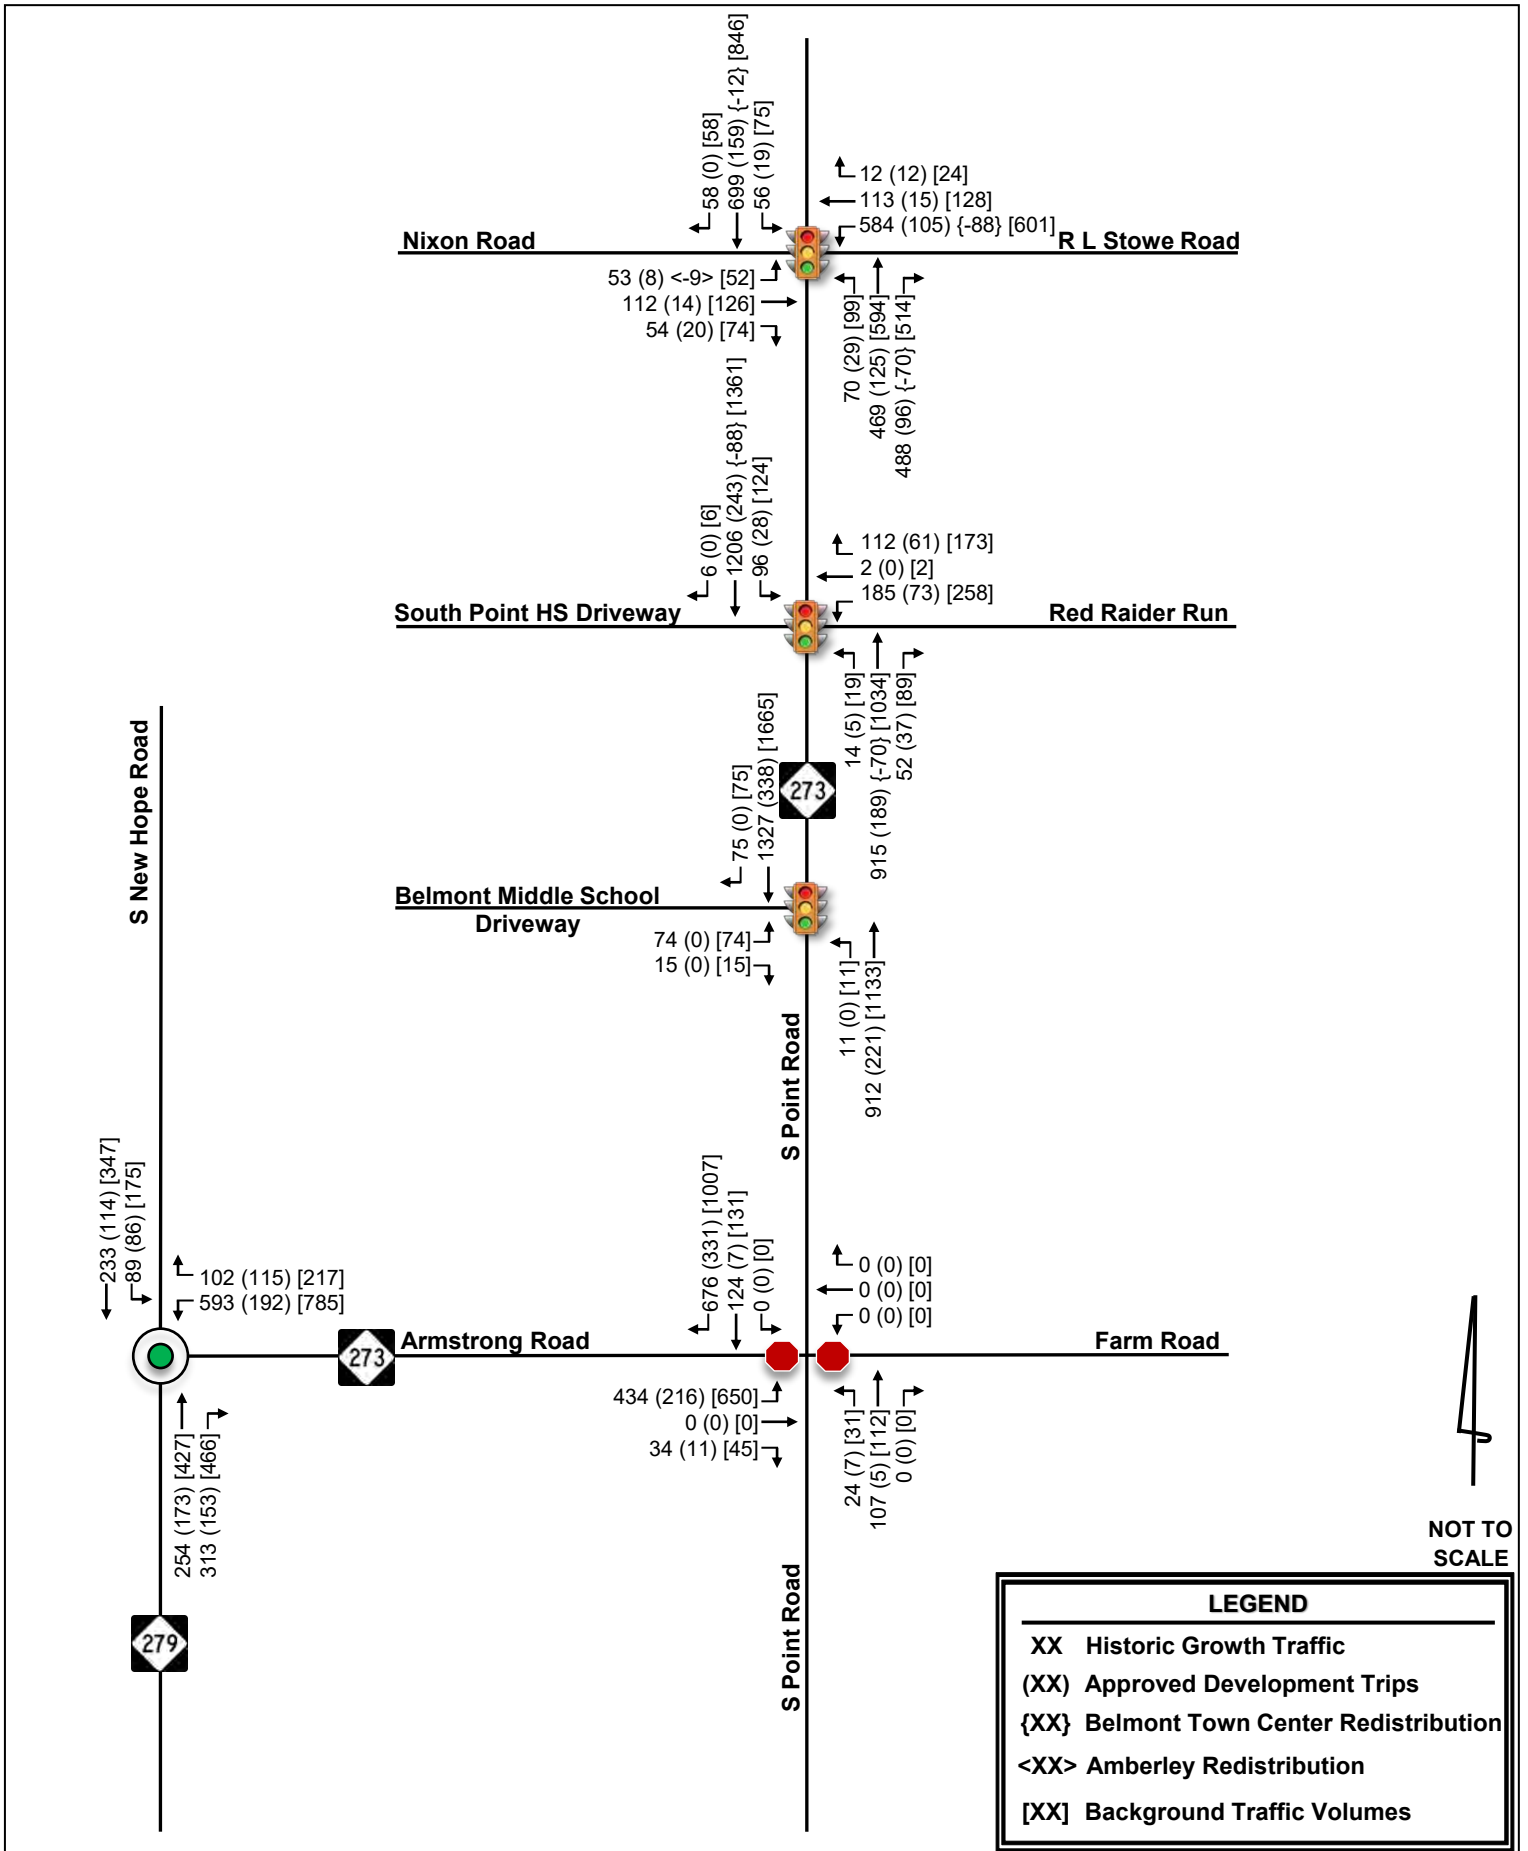 58 (0) [58]
699 (159) {-12} [846]
56 (19) [75]
12 (12) [24]
113 (15) [128]
584 (105) {-88} [601]
Nixon Road
R L Stowe Road
53 (8) <-9> [52]
112 (14) [126]
54 (20) [74]
70 (29) [99]
469 (125) [594]
488 (96) {-70} [514]
6 (0) [6]
1206 (243) {-88} [1361]
96 (28) [124]
112 (61) [173]
2 (0) [2]
185 (73) [258]
South Point HS Driveway
Red Raider Run
14 (5) [19]
915 (189) {-70} [1034]
52 (37) [89]
S New Hope Road
273
75 (0) [75]
1327 (338) [1665]
Belmont Middle School
Driveway
74 (0) [74]
15 (0) [15]
11 (0) [11]
912 (221) [1133]
S Point Road
233 (114) [347]
89 (86) [175]
102 (115) [217]
593 (192) [785]
676 (331) [1007]
124 (7) [131]
0 (0) [0]
0 (0) [0]
0 (0) [0]
0 (0) [0]
273
Armstrong Road
Farm Road
434 (216) [650]
0 (0) [0]
34 (11) [45]
24 (7) [31]
107 (5) [112]
0 (0) [0]
254 (173) [427]
313 (153) [466]
279
S Point Road
NOT TO
SCALE
LEGEND
XX Historic Growth Traffic
(XX) Approved Development Trips
{XX} Belmont Town Center Redistribution
<XX> Amberley Redistribution
[XX] Background Traffic Volumes